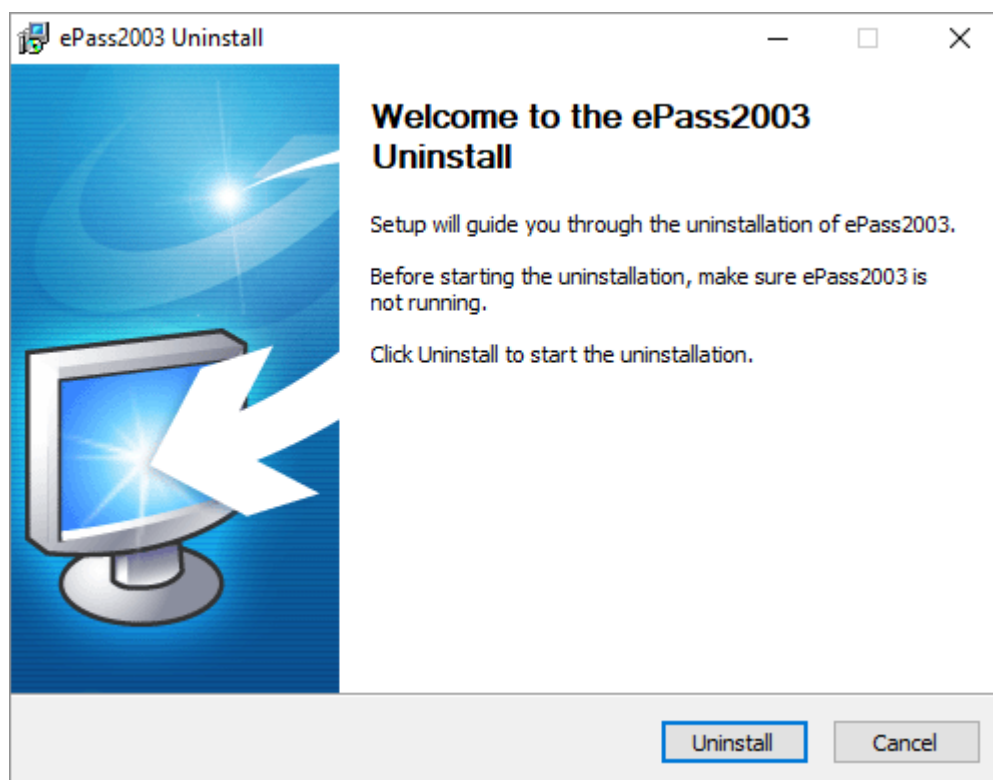 ePass2003 Uninstall
Welcome to the ePass2003
Uninstall
Setup will guide you through the uninstallation of ePass2003.
Before starting the uninstallation, make sure ePass2003 is
not running.
Click Uninstall to start the uninstallation.
Uninstall
Cancel